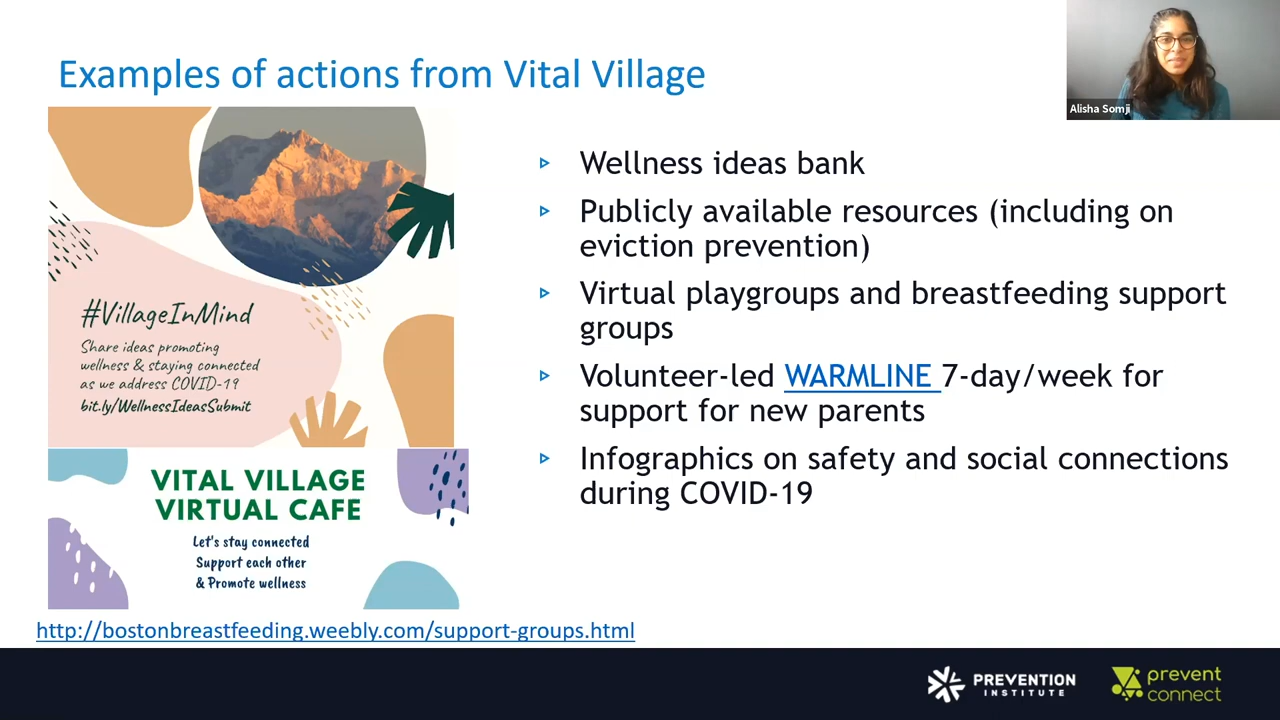 Examples of actions from Vital Village
Alisha Somji
#VillageInMind
Share ideas promoting
wellness & staying connected
as we address COVID-19
bit.ly/WellnessIdeasSubmit
VITAL VILLAGE
VIRTUAL CAFE
Let's stay connected
Support each other
& Promote wellness
http://bostonbreastfeeding.weebly.com/support-groups.html
Wellness ideas bank
Publicly available resources (including on
eviction prevention)
Virtual playgroups and breastfeeding support
groups
Volunteer-led WARMLINE 7-day/week for
support for new parents
Infographics on safety and social connections
during COVID-19
PREVENTION
INSTITUTE
prevent
connect